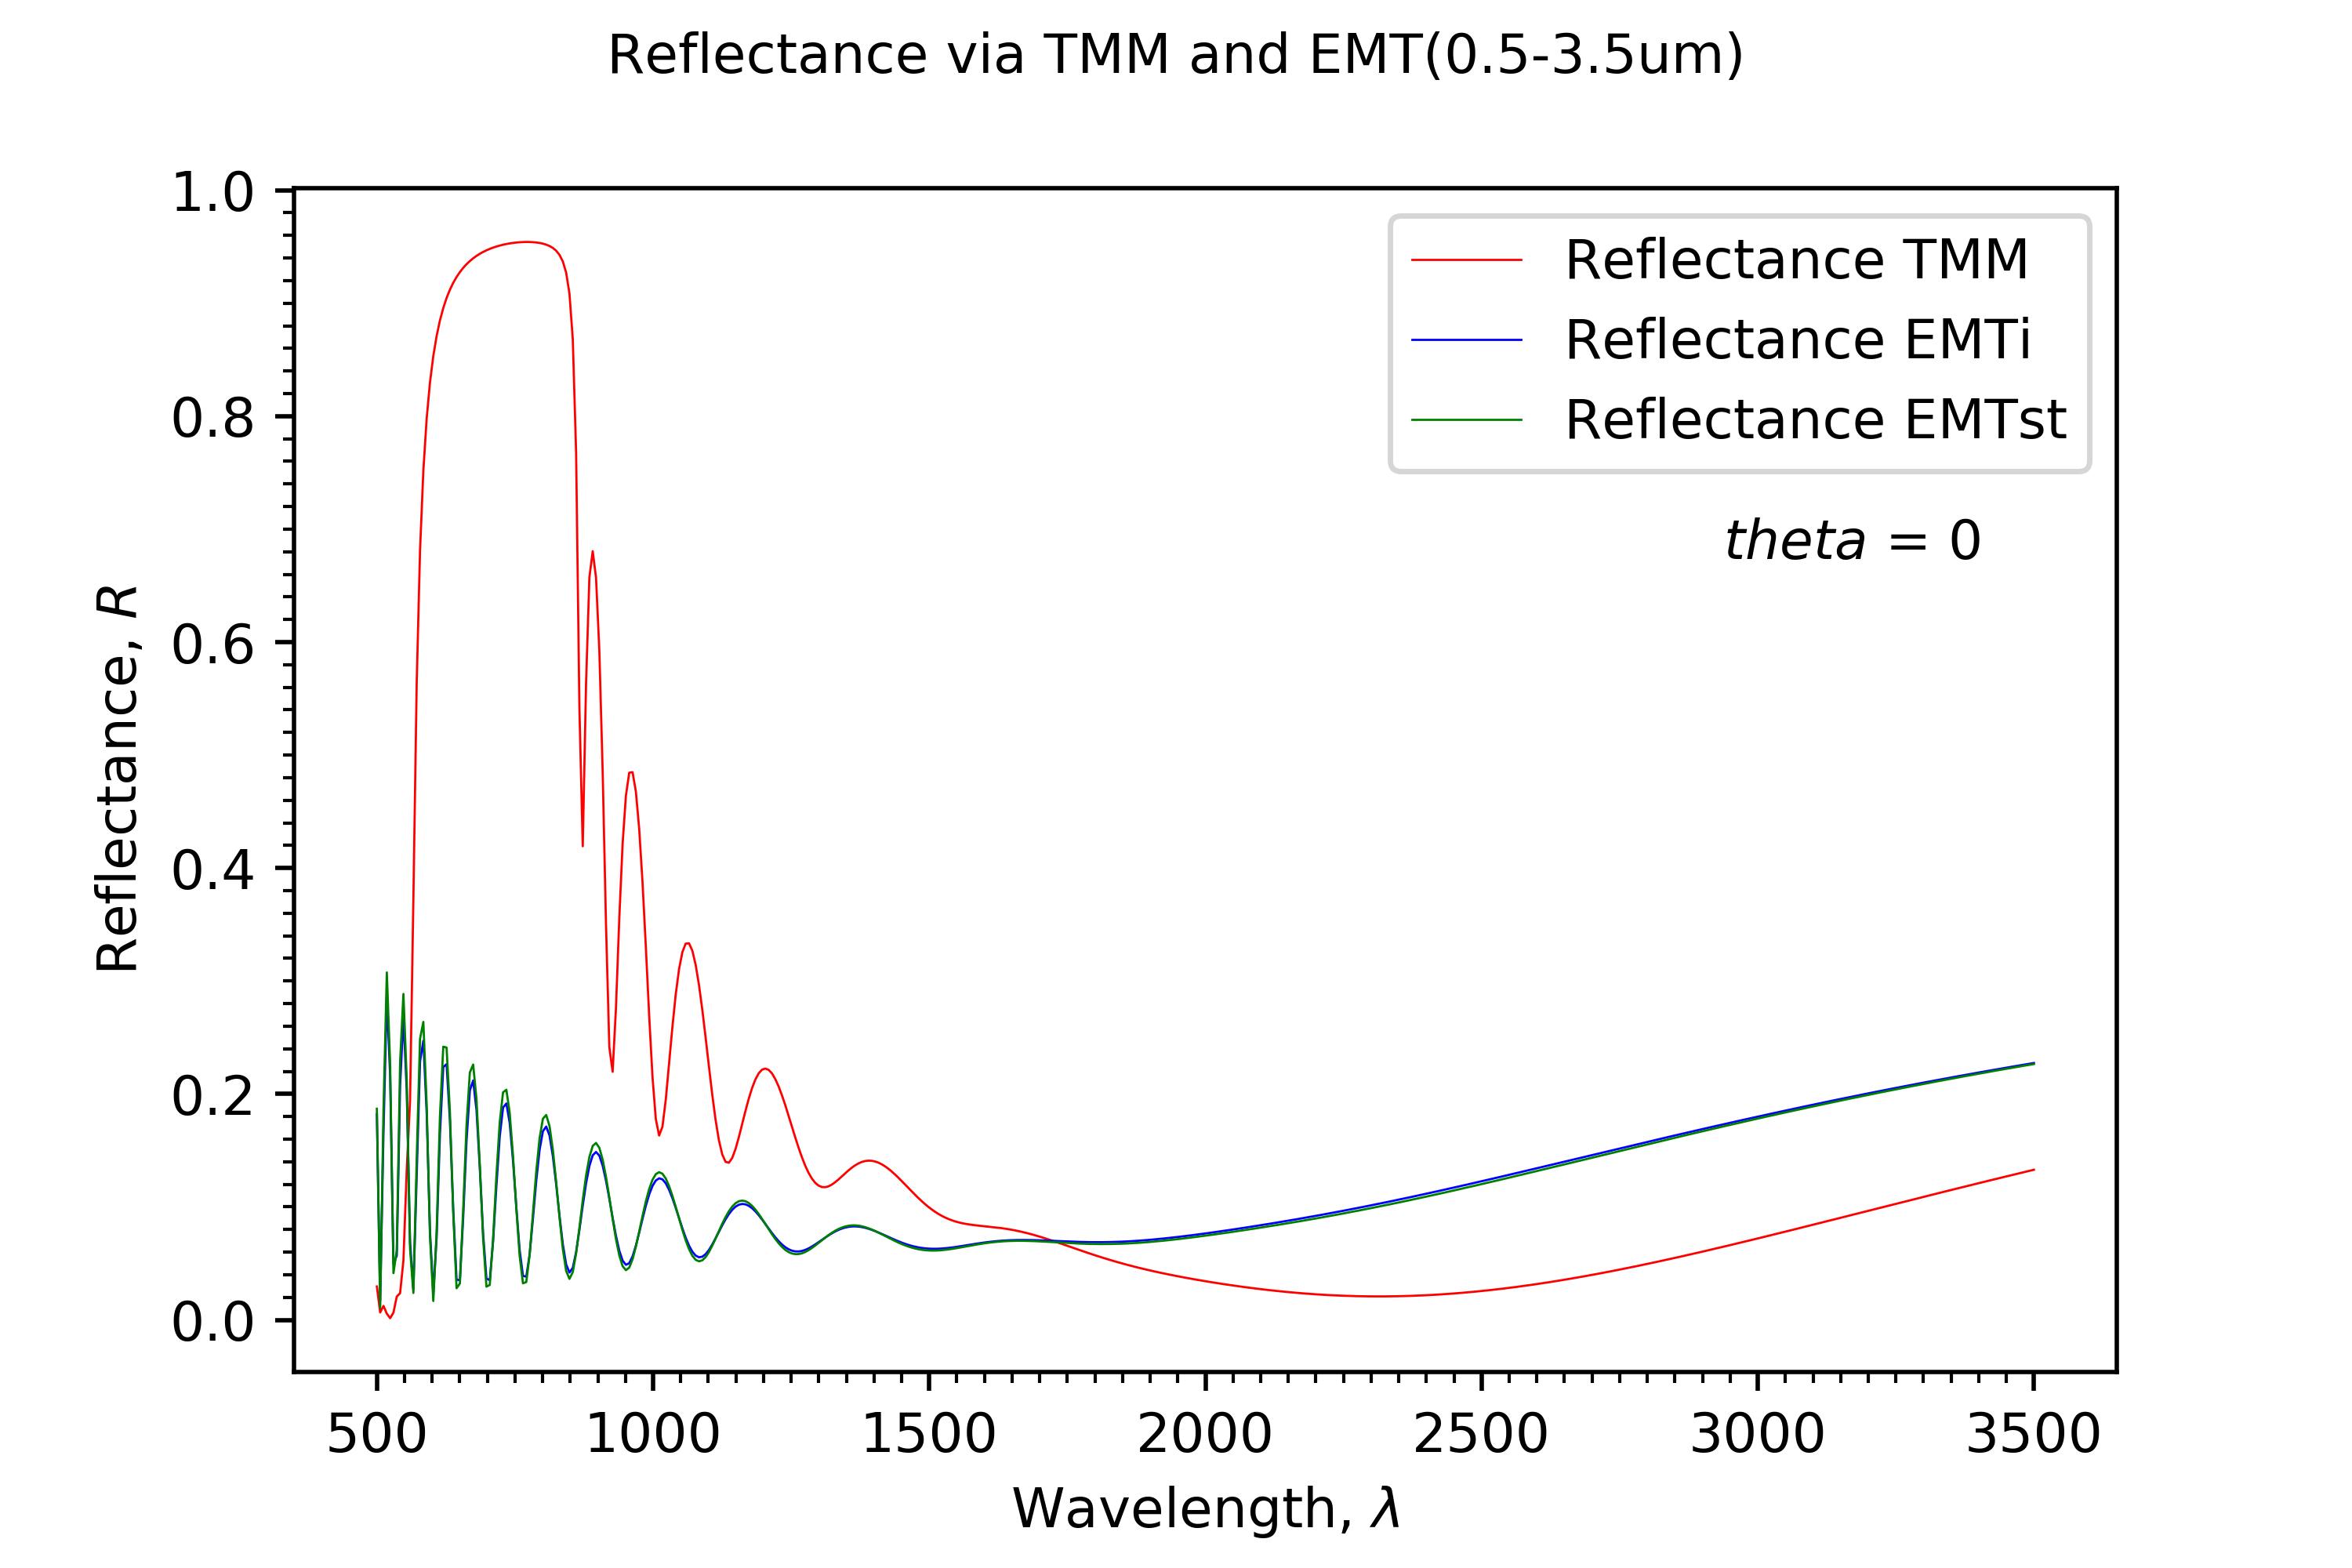 Reflectance via TMM and EMT(0.5-3.5um)
1.0
0.8
0.6
0.4
0.2
0.0
Reflectance, R
Reflectance TMM
Reflectance EMTi
Reflectance EMTst
theta = 0
500 1000 1500 2000 2500 3000 3500
Wavelength, λ